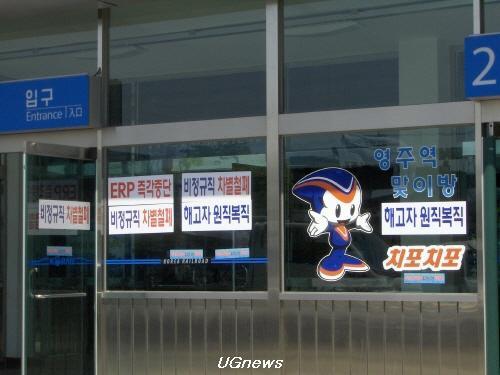 입구
Entrance | 入口
2
ERP 즉각중단
비정규직 차별철폐
비정규직 차별철폐
해고자 원직복직
비정규직 차별철폐
영주역
맞이방
해고자 원직복직
치포치포
KOREA RAILROAD
UGnews